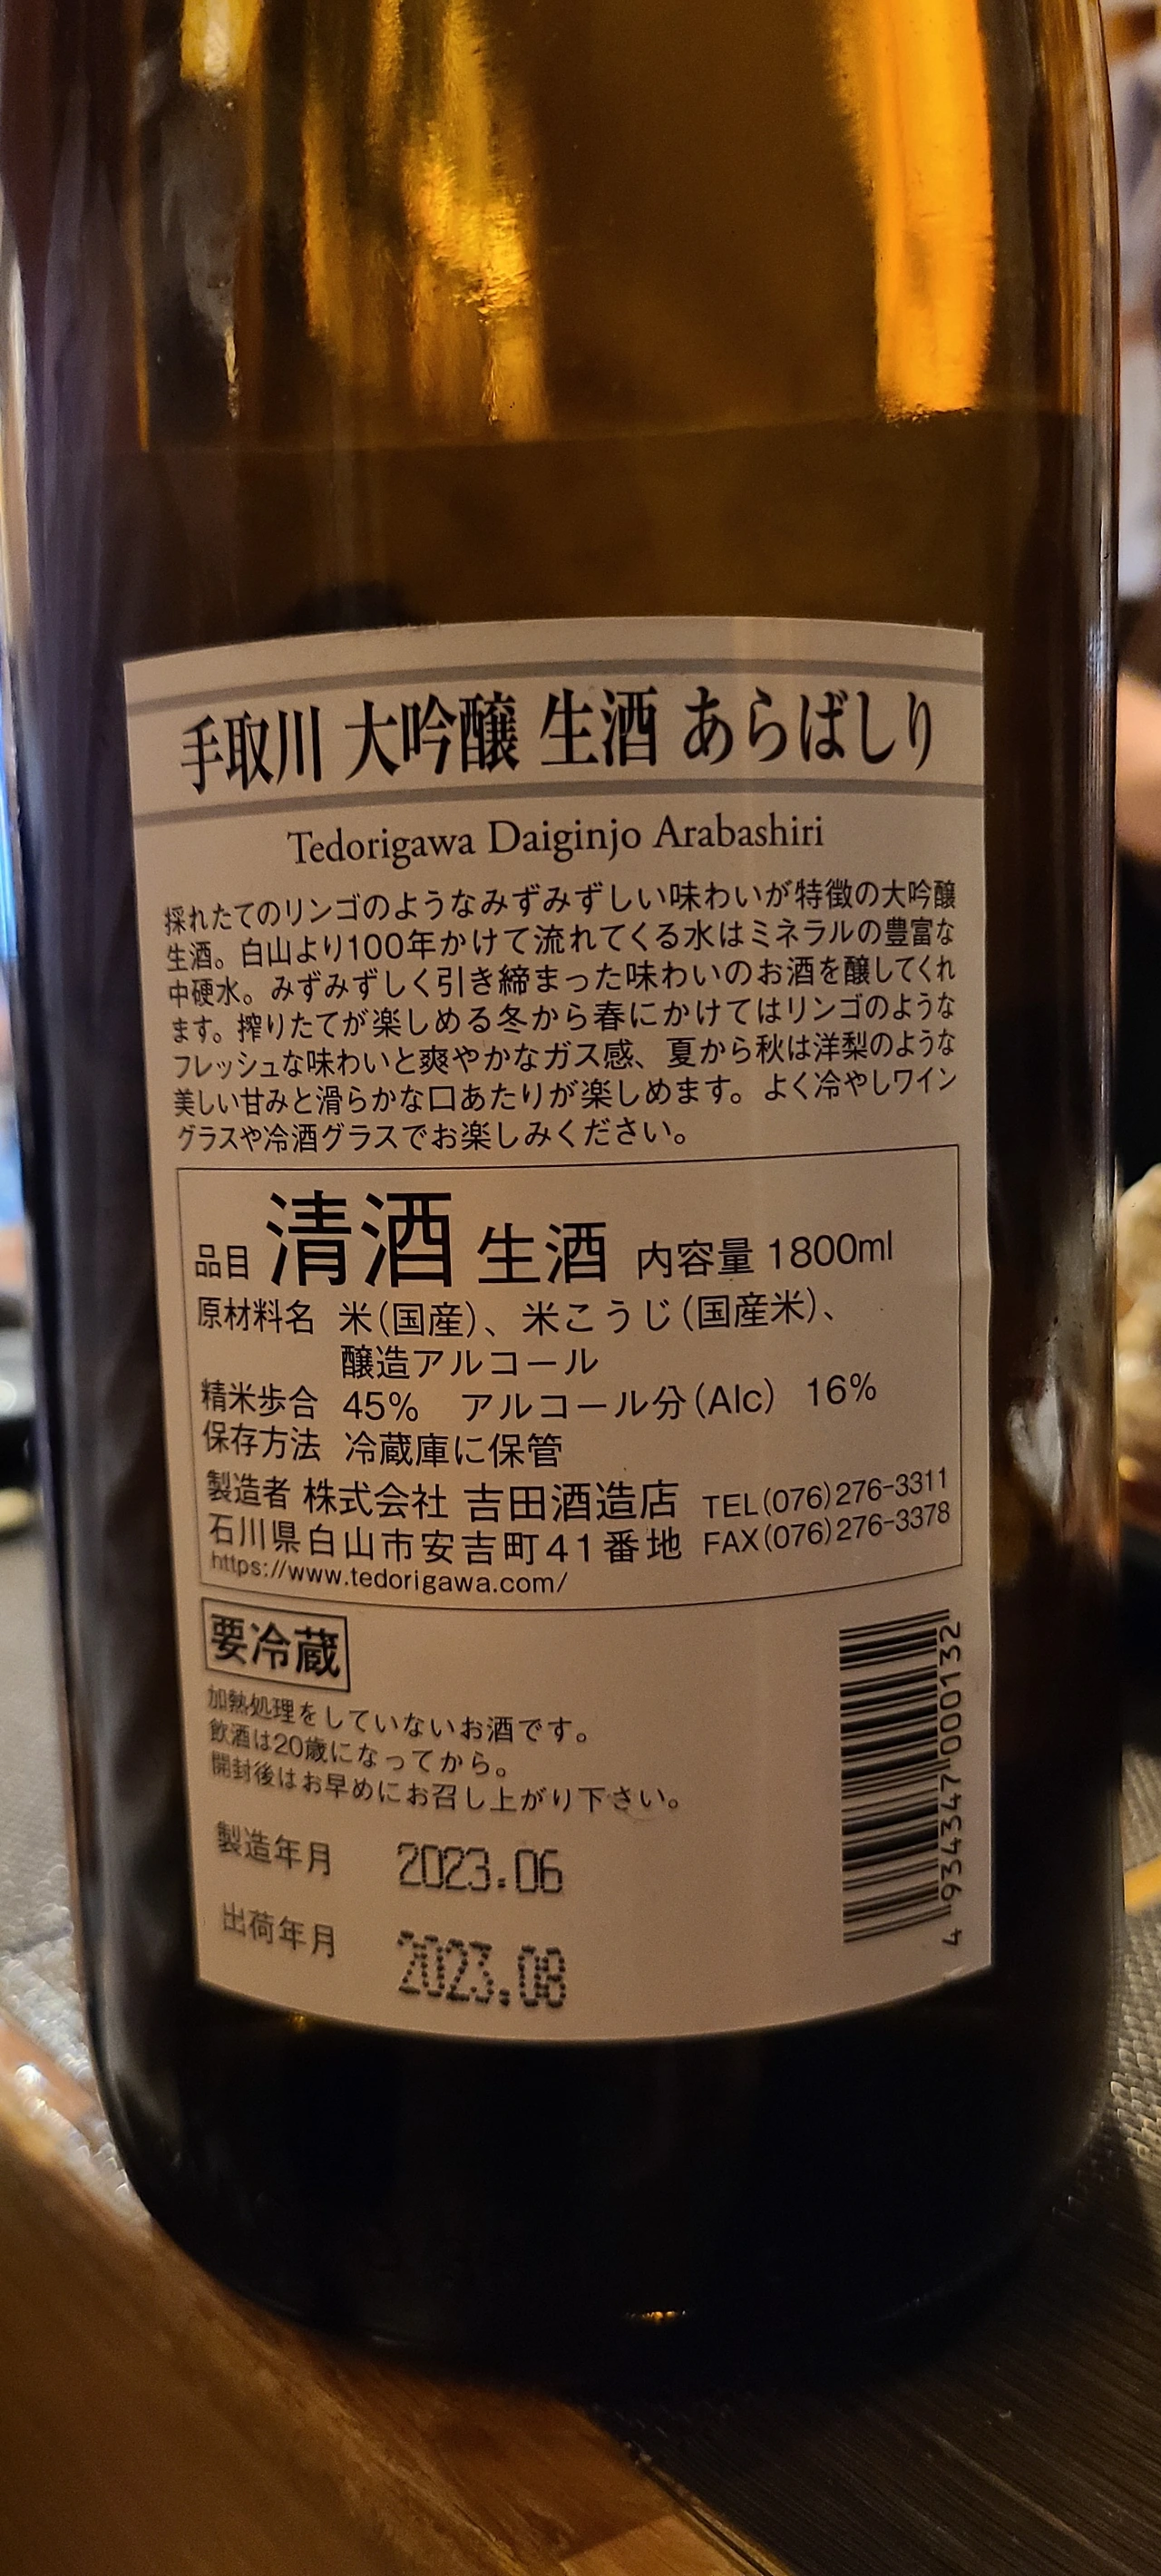 手取川 大吟醸 生酒 あらばしり
Tedorigawa Daiginjo Arabashiri
採れたてのリンゴのようなみずみずしい味わいが特徴の大吟醸
生酒。白山より100年かけて流れてくる水はミネラルの豊富な
中硬水。みずみずしく引き締まった味わいのお酒を醸してくれ
ます。搾りたてが楽しめる冬から春にかけてはリンゴのような
フレッシュな味わいと爽やかなガス感、夏から秋は洋梨のような
美しい甘みと滑らかな口あたりが楽しめます。よく冷やしワイン
グラスや冷酒グラスでお楽しみください。
品目 清酒 生酒 内容量 1800ml
原材料名 米(国産)、米こうじ(国産米)、
醸造アルコール
精米歩合 45% アルコール分(Alc) 16%
保存方法 冷蔵庫に保管
製造者 株式会社 吉田酒造店 TEL(076)276-3311
石川県白山市安吉町41番地 FAX(076)276-3378
https://www.tedorigawa.com/
要冷蔵
加熱処理をしていないお酒です。
飲酒は20歳になってから。
開封後はお早めにお召し上がり下さい。
製造年月 2023.06
出荷年月 2023.08
4 934347 000132